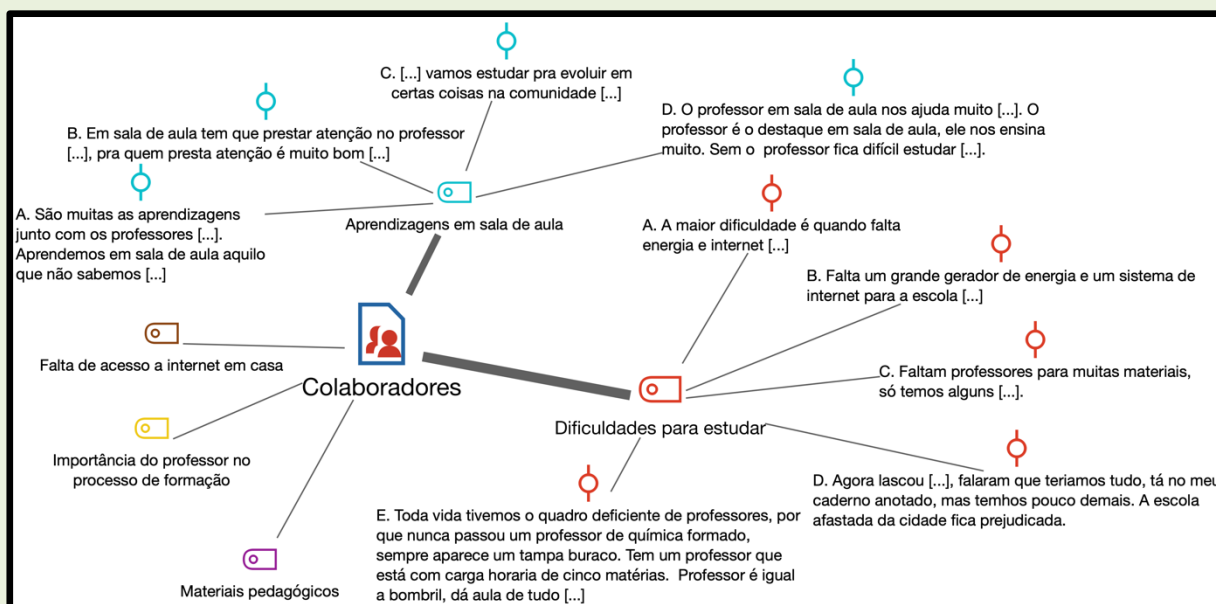 C. [...] vamos estudar pra evoluir em
certas coisas na comunidade [...]
B. Em sala de aula tem que prestar atenção no professor
[...], pra quem presta atenção é muito bom [...]
D. O professor em sala de aula nos ajuda muito [...]. O
professor é o destaque em sala de aula, ele nos ensina
muito. Sem o professor fica difícil estudar [...].
A. São muitas as aprendizagens
junto com os professores [...].
Aprendemos em sala de aula aquilo
que não sabemos [...]
Aprendizagens em sala de aula
A. A maior dificuldade é quando falta
energia e internet [...]
B. Falta um grande gerador de energia e um sistema de
internet para a escola [...]
Falta de acesso a internet em casa
Colaboradores
C. Faltam professores para muitas materiais,
só temos alguns [...].
Dificuldades para estudar
Importância do professor no
processo de formação
D. Agora lascou [...], falaram que teriamos tudo, tá no meu
caderno anotado, mas temhos pouco demais. A escola
afastada da cidade fica prejudicada.
E. Toda vida tivemos o quadro deficiente de professores, por
que nunca passou um professor de química formado,
sempre aparece um tampa buraco. Tem um professor que
está com carga horaria de cinco matérias. Professor é igual
a bombril, dá aula de tudo [...]
Materiais pedagógicos